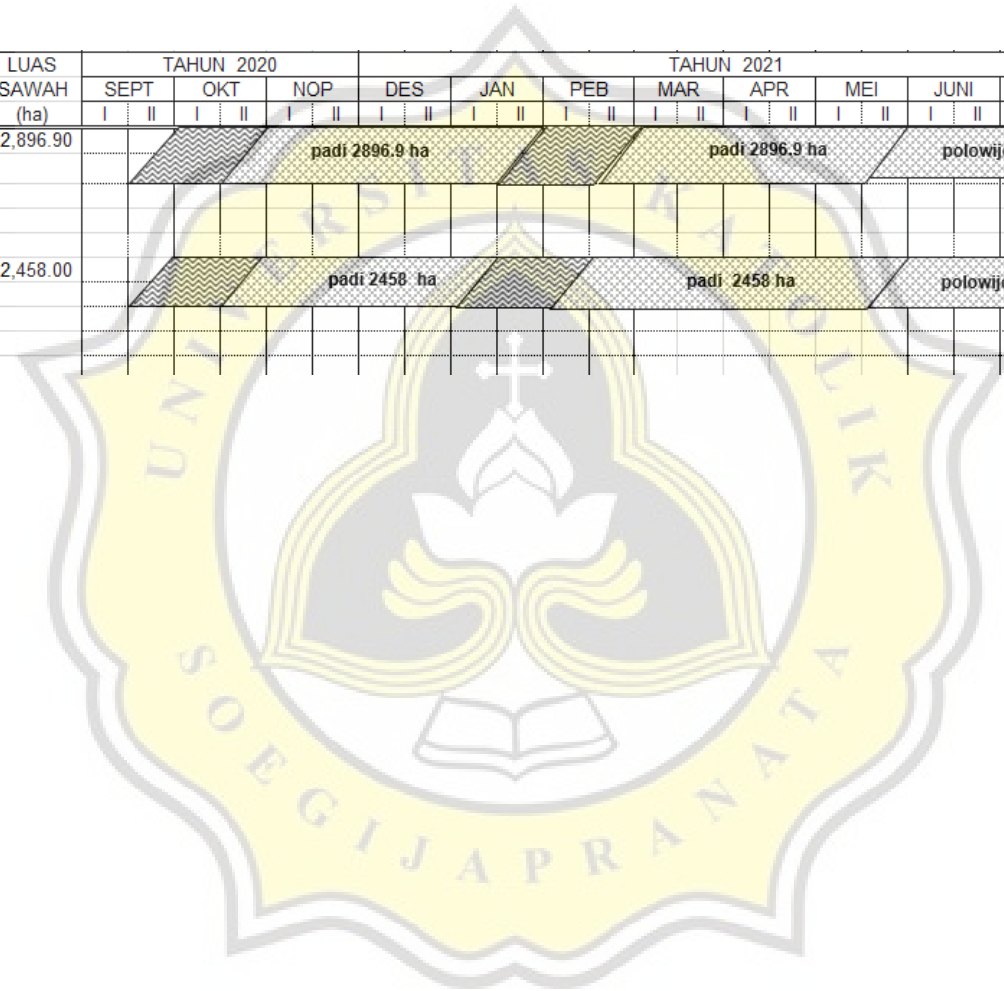 LUAS TAHUN 2020 TAHUN 2021
SAWAH SEPT OKT NOP DES JAN PEB MAR APR MEI JUNI
(ha) I II I II I II I II I II I II I II I II I II I II
2,896.90 padi 2896.9 ha padi 2896.9 ha polowij
2,458.00 padi 2458 ha padi 2458 ha polowij
UNIVERSITAS KATOLIK
SOEGIJAPRANATA